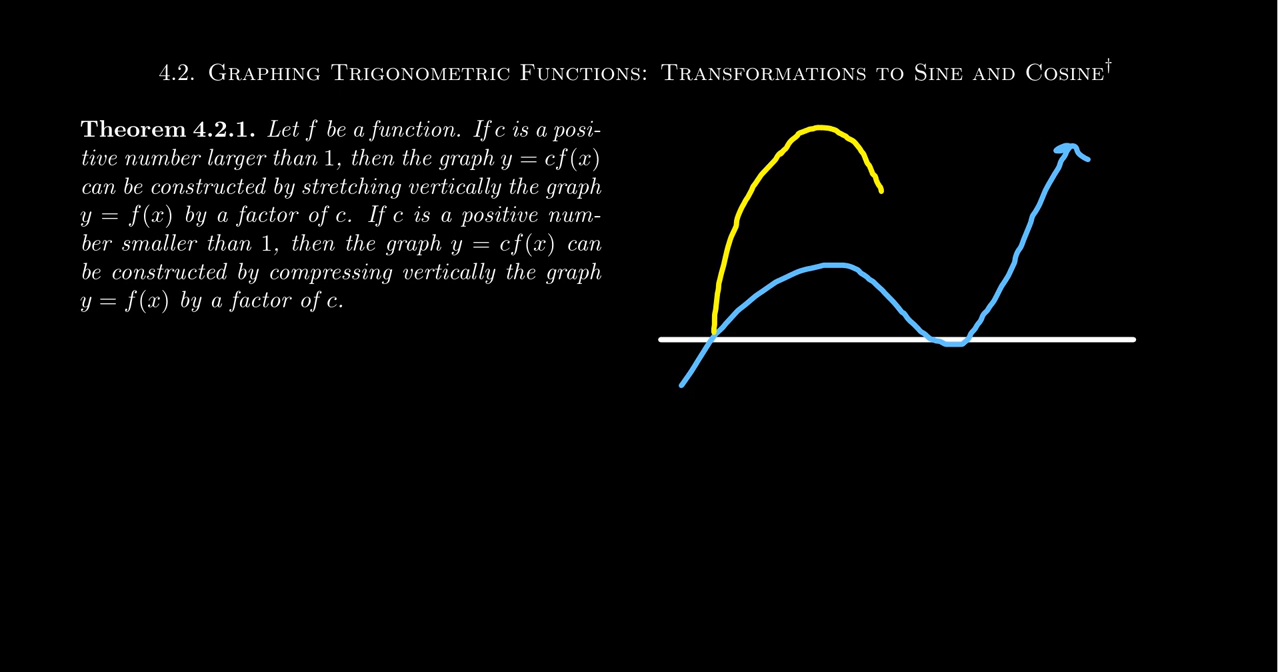 4.2. Graphing Trigonometric Functions: Transformations to Sine and Cosine†
Theorem 4.2.1. Let f be a function. If c is a posi-
tive number larger than 1, then the graph y = cf(x)
can be constructed by stretching vertically the graph
y = f(x) by a factor of c. If c is a positive num-
ber smaller than 1, then the graph y = cf(x) can
be constructed by compressing vertically the graph
y = f(x) by a factor of c.